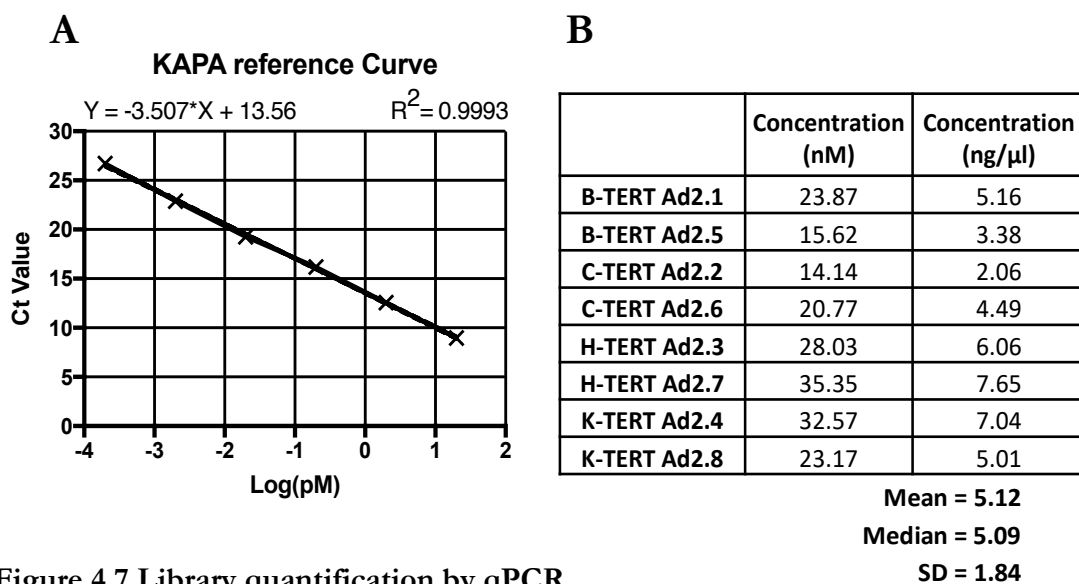 A
KAPA reference Curve
Y = -3.507*X + 13.56
R2= 0.9993
30
25
20
15
10
5
0
-4 -3 -2 -1 0 1 2
Ct Value
Log(pM)
B
Concentration (nM) Concentration (ng/µl)
B-TERT Ad2.1 23.87 5.16
B-TERT Ad2.5 15.62 3.38
C-TERT Ad2.2 14.14 2.06
C-TERT Ad2.6 20.77 4.49
H-TERT Ad2.3 28.03 6.06
H-TERT Ad2.7 35.35 7.65
K-TERT Ad2.4 32.57 7.04
K-TERT Ad2.8 23.17 5.01
Mean = 5.12
Median = 5.09
SD = 1.84
Figure 4.7 Library quantification by qPCR